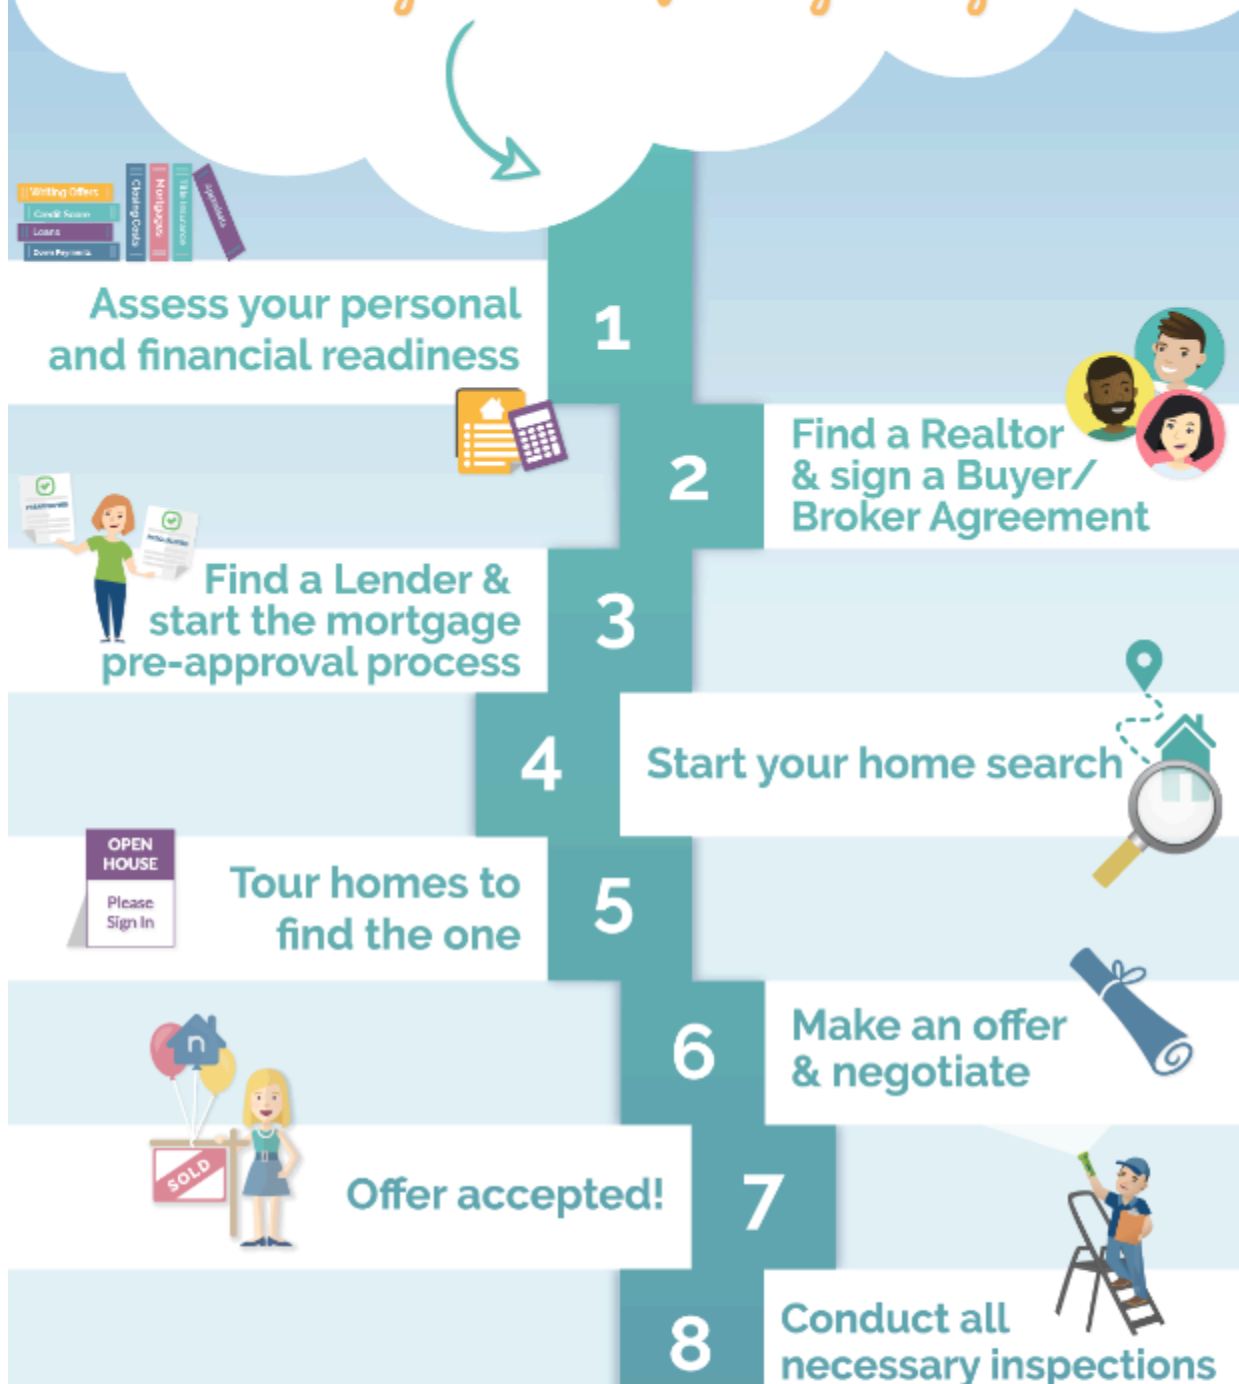 Writing Offers
Credit Score
Loans
Down Payments
Closing Costs
Mortgages
Title Insurance
Appraisals
Assess your personal
and financial readiness
1
2
Find a Realtor
& sign a Buyer/
Broker Agreement
Find a Lender &
start the mortgage
pre-approval process
3
4
Start your home search
OPEN
HOUSE
Please
Sign In
Tour homes to
find the one
5
6
Make an offer
& negotiate
n
SOLD
Offer accepted!
7
8
Conduct all
necessary inspections